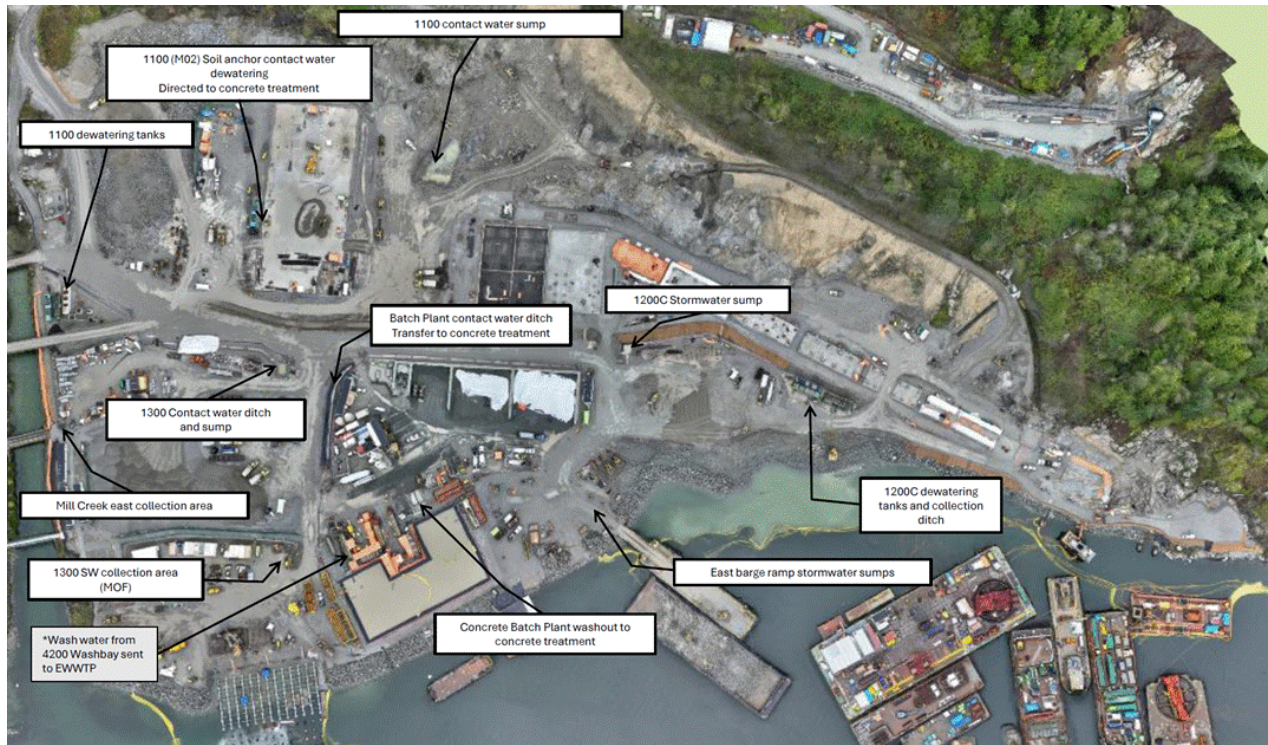 1100 contact water sump
1100 (M02) Soil anchor contact water
dewatering
Directed to concrete treatment
1100 dewatering tanks
1200C Stormwater sump
Batch Plant contact water ditch
Transfer to concrete treatment
1300 Contact water ditch
and sump
Mill Creek east collection area
1200C dewatering
tanks and collection
ditch
1300 SW collection area
(MOF)
East barge ramp stormwater sumps
Concrete Batch Plant washout to
concrete treatment
*Wash water from
4200 Washbay sent
to EWWTP